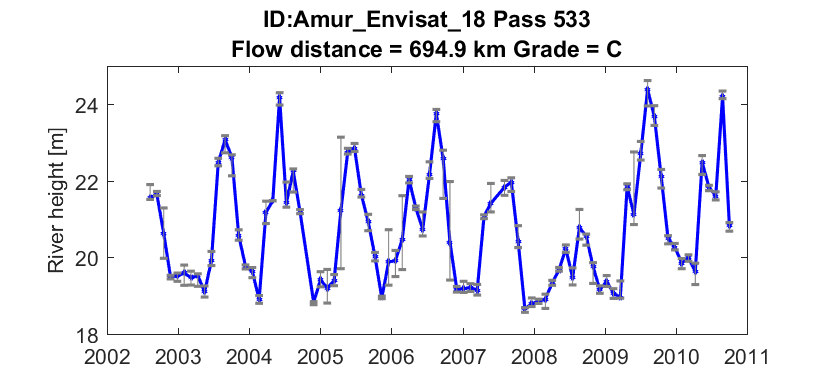 ID:Amur_Envisat_18 Pass 533
Flow distance = 694.9 km Grade = C
River height [m]
24
22
20
18
2002 2003 2004 2005 2006 2007 2008 2009 2010 2011